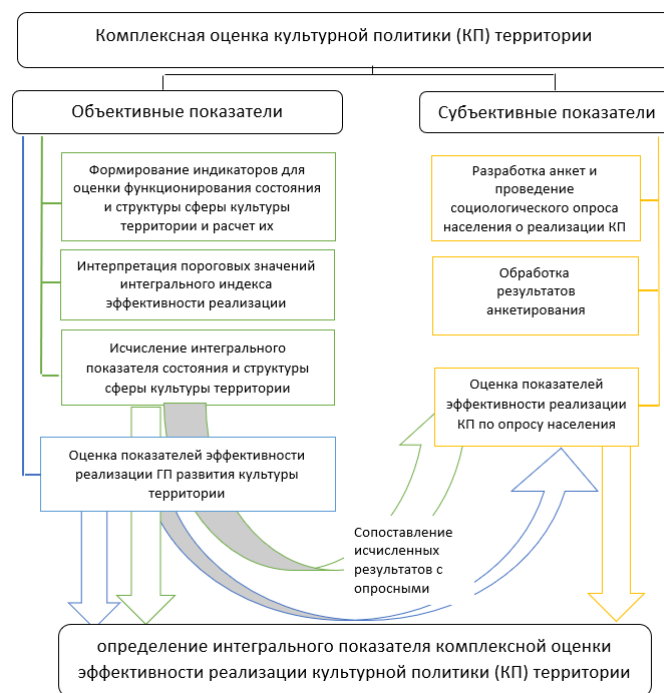 Комплексная оценка культурной политики (КП) территории
Объективные показатели
Формирование индикаторов для
оценки функционирования состояния
и структуры сферы культуры
территории и расчет их
Интерпретация пороговых значений
интегрального индекса
эффективности реализации
Исчисление интегрального
показателя состояния и структуры
сферы культуры территории
Оценка показателей эффективности
реализации ГП развития культуры
территории
Субъективные показатели
Разработка анкет и
проведение
социологического опроса
населения о реализации КП
Обработка
результатов
анкетирования
Оценка показателей
эффективности реализации
КП по опросу населения
Сопоставление
исчисленных
результатов с
опросными
определение интегрального показателя комплексной оценки
эффективности реализации культурной политики (КП) территории